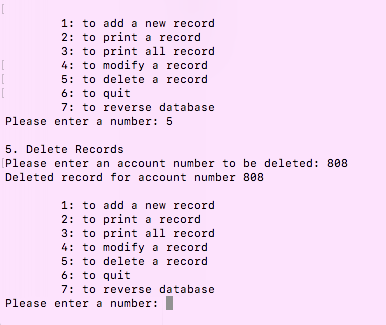 1: to add a new record
2: to print a record
3: to print all record
4: to modify a record
5: to delete a record
6: to quit
7: to reverse database
Please enter a number: 5
5. Delete Records
Please enter an account number to be deleted: 808
Deleted record for account number 808
1: to add a new record
2: to print a record
3: to print all record
4: to modify a record
5: to delete a record
6: to quit
7: to reverse database
Please enter a number: